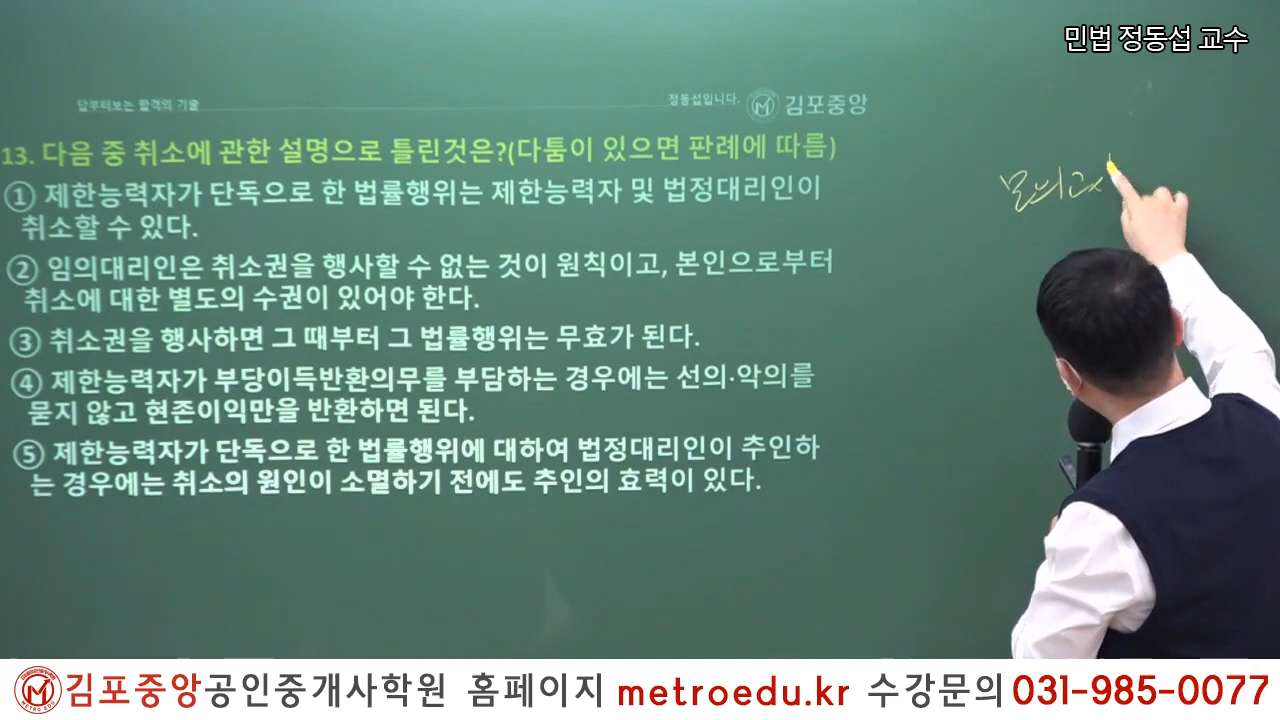 민법 정동섭 교수
답부터보는 합격의 기술
정동섭입니다.
김포중앙
13. 다음 중 취소에 관한 설명으로 틀린것은?(다툼이 있으면 판례에 따름)
① 제한능력자가 단독으로 한 법률행위는 제한능력자 및 법정대리인이
취소할 수 있다.
② 임의대리인은 취소권을 행사할 수 없는 것이 원칙이고, 본인으로부터
취소에 대한 별도의 수권이 있어야 한다.
③ 취소권을 행사하면 그 때부터 그 법률행위는 무효가 된다.
④ 제한능력자가 부당이득반환의무를 부담하는 경우에는 선의·악의를
묻지 않고 현존이익만을 반환하면 된다.
⑤ 제한능력자가 단독으로 한 법률행위에 대하여 법정대리인이 추인하
는 경우에는 취소의 원인이 소멸하기 전에도 추인의 효력이 있다.
모의고
김포중앙공인중개사학원 홈페이지 metroedu.kr 수강문의 031-985-0077